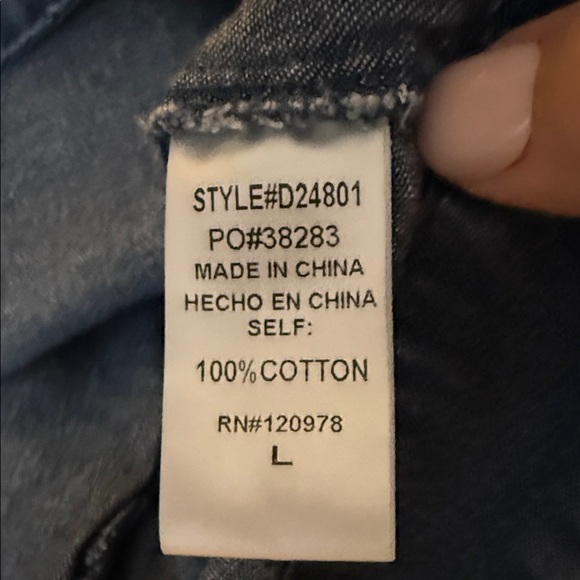 STYLE#D24801
PO#38283
MADE IN CHINA
HECHO EN CHINA
SELF:
100%COTTON
RN#120978
L